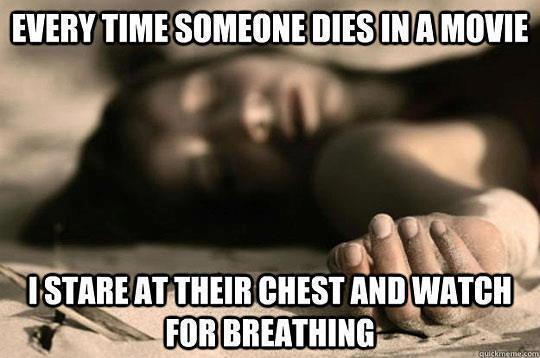 EVERY TIME SOMEONE DIES IN A MOVIE
I STARE AT THEIR CHEST AND WATCH
FOR BREATHING
quickmeme.com